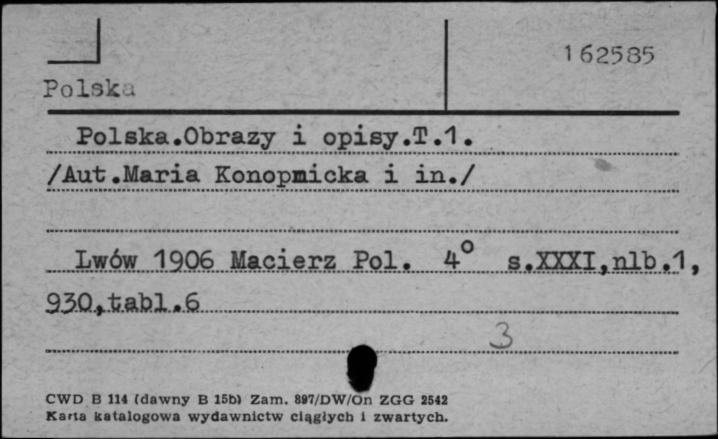 162585
Polska
Polska.Obrazy i opisy.T.1.
/Aut.Maria Konopnicka i in./
Lwów 1906 Macierz Pol. 4° s.XXXI,nlb.1,
930,tabl.6
3
CWD B 114 (dawny B 15b) Zam. 897/DW/On ZGG 2542
Karta katalogowa wydawnictw ciągłych i zwartych.